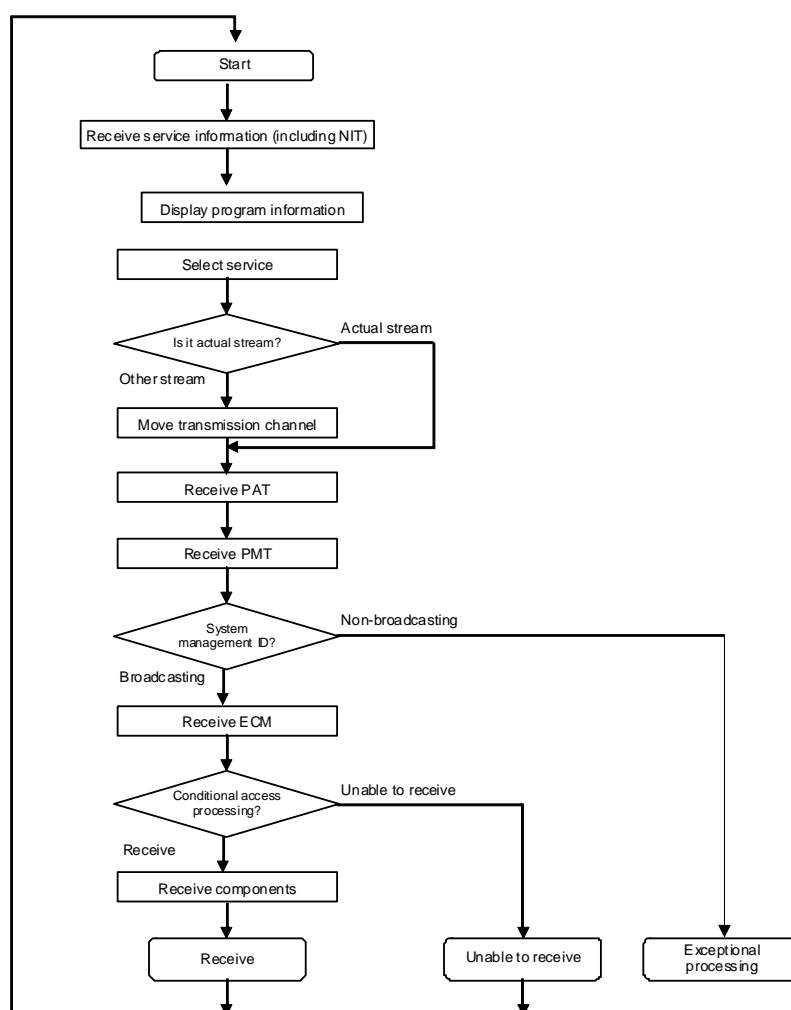 Start
Receive service information (including NIT)
Display program information
Select service
Actual stream
Is it actual stream?
Other stream
Move transmission channel
Receive PAT
Receive PMT
Non-broadcasting
System
management ID?
Broadcasting
Receive ECM
Unable to receive
Conditional access
processing?
Receive
Receive components
Receive
Unable to receive
Exceptional
processing